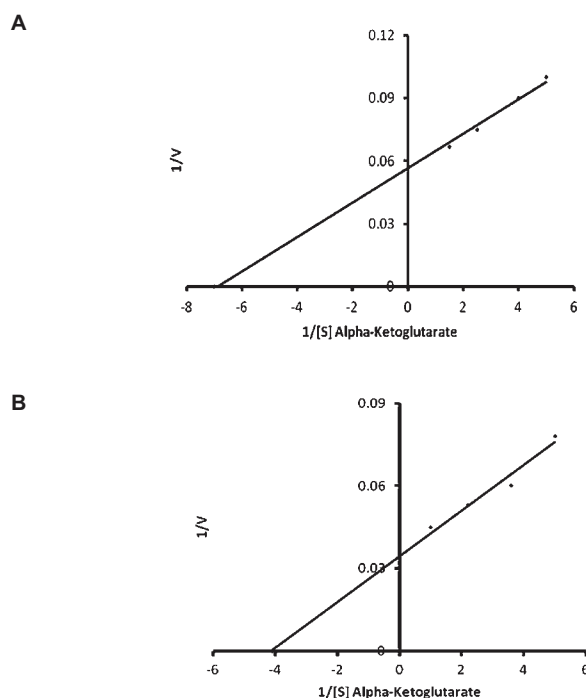 A
0.12
0.09
0.06
0.03
0
1/V
-8 -6 -4 -2 0 2 4 6
1/[S] Alpha-Ketoglutarate
B
0.09
0.06
0.03
0
1/V
-6 -4 -2 0 2 4 6
1/[S] Alpha-Ketoglutarate